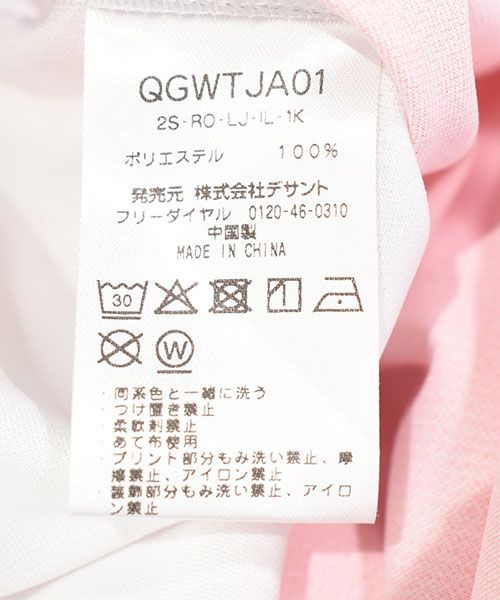 QGWTJA01
2S-RO-LJ-IL-1K
ポリエステル 100%
発売元 株式会社デサント
フリーダイヤル 0120-46-0310
中国製
MADE IN CHINA
30
W
・同系色と一緒に洗う
・つけ置き禁止
・柔軟剤禁止
・あて布使用
・プリント部分もみ洗い禁止、摩
擦禁止、アイロン禁止
・装飾部分もみ洗い禁止、アイロ
ン禁止